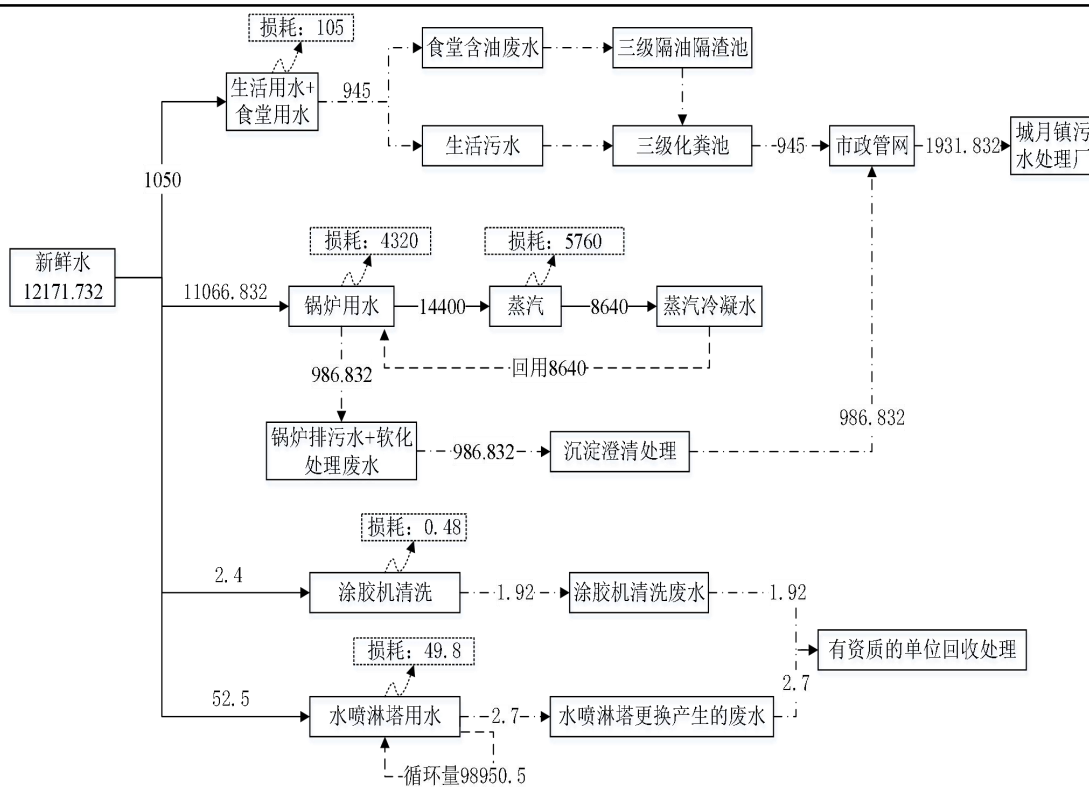 损耗：105
生活用水+
食堂用水
945
食堂含油废水
三级隔油隔渣池
生活污水
三级化粪池
945
市政管网
1931.832
城月镇污
水处理厂
1050
新鲜水
12171.732
11066.832
损耗：4320
锅炉用水
14400
损耗：5760
蒸汽
8640
蒸汽冷凝水
回用8640
986.832
锅炉排污水+软化
处理废水
986.832
沉淀澄清处理
986.832
损耗：0.48
2.4
涂胶机清洗
1.92
涂胶机清洗废水
1.92
有资质的单位回收处理
损耗：49.8
52.5
水喷淋塔用水
2.7
水喷淋塔更换产生的废水
2.7
循环量98950.5